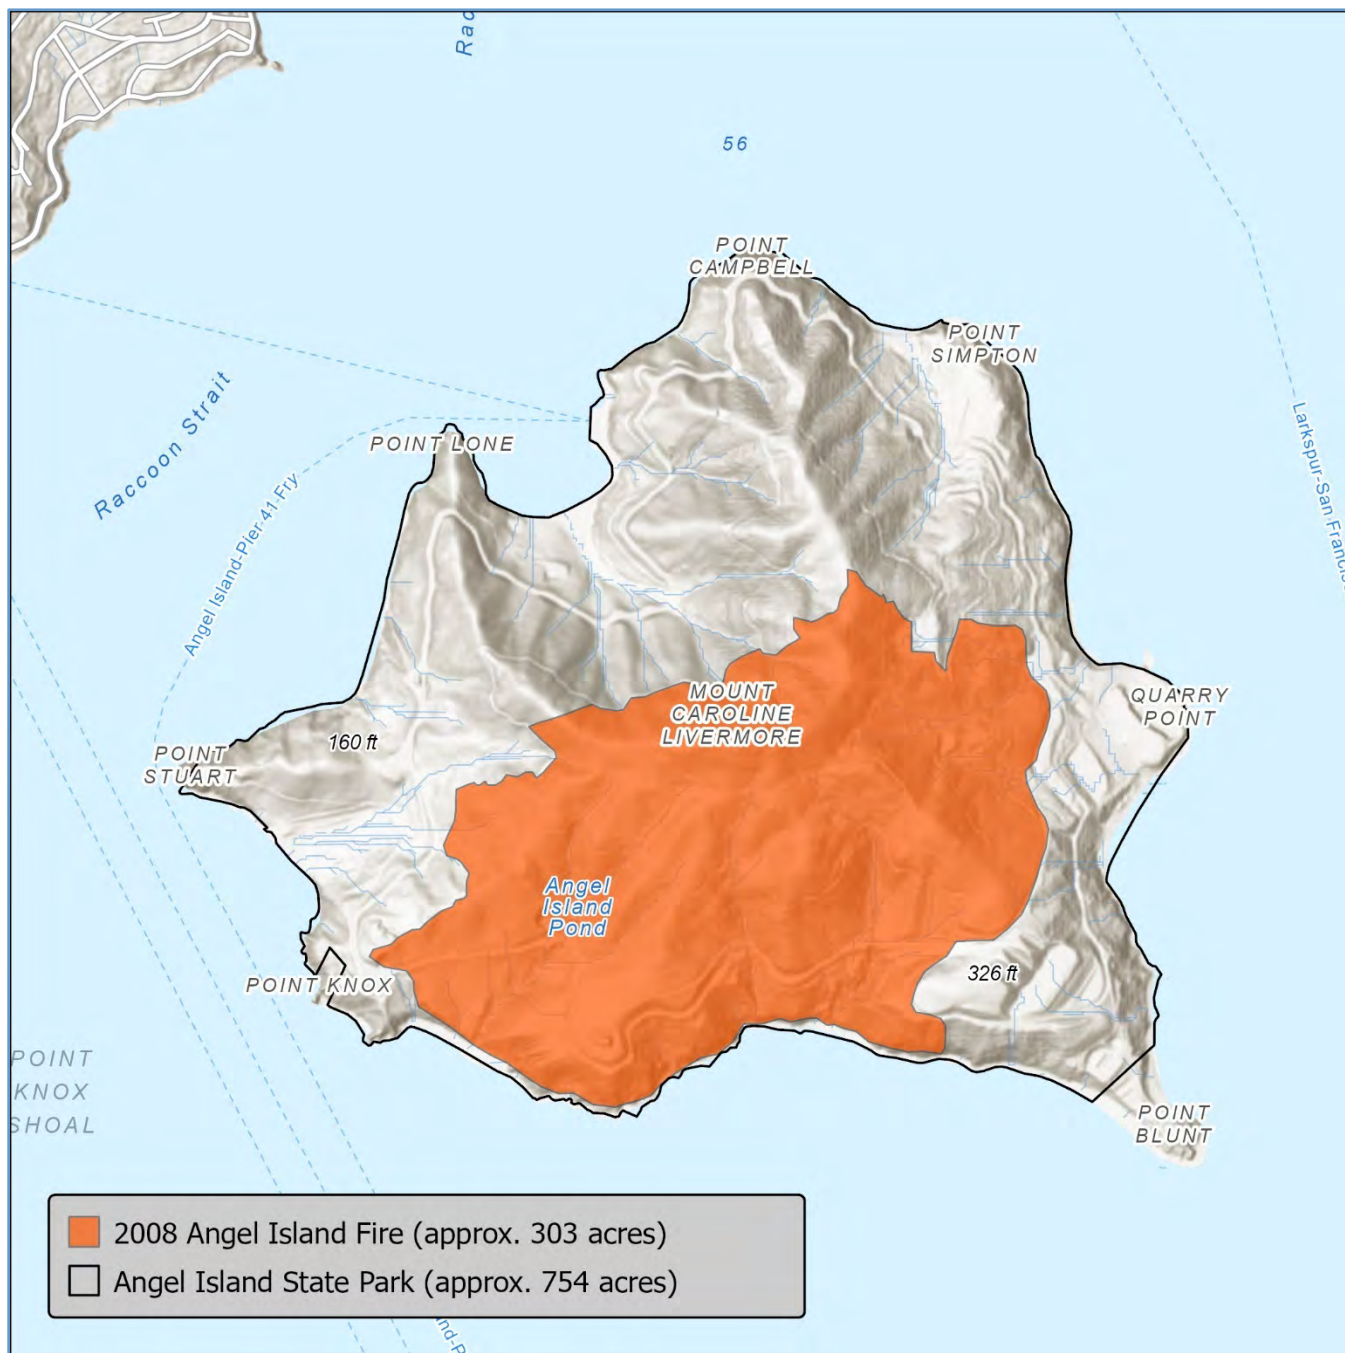 Rac
56
POINT
CAMPBELL
POINT
SIMPTON
Raccoon Strait
POINT LONE
Angel Island-Pier 41-Fry
Larkspur-San Francis
MOUNT
CAROLINE
LIVERMORE
QUARRY
POINT
160 ft
POINT
STUART
Angel
Island
Pond
326 ft
POINT KNOX
POINT
KNOX
SHOAL
POINT
BLUNT
2008 Angel Island Fire (approx. 303 acres)
Angel Island State Park (approx. 754 acres)